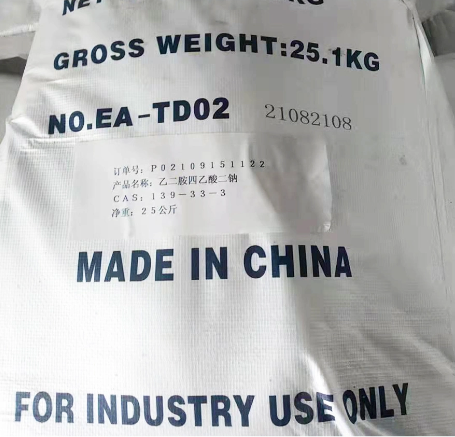 GROSS WEIGHT:25.1KG
NO.EA-TD02 21082108
订单号: P02109151122
产品名称: 乙二胺四乙酸二钠
CAS: 139-33-3
净重: 25公斤
MADE IN CHINA
FOR INDUSTRY USE ONLY